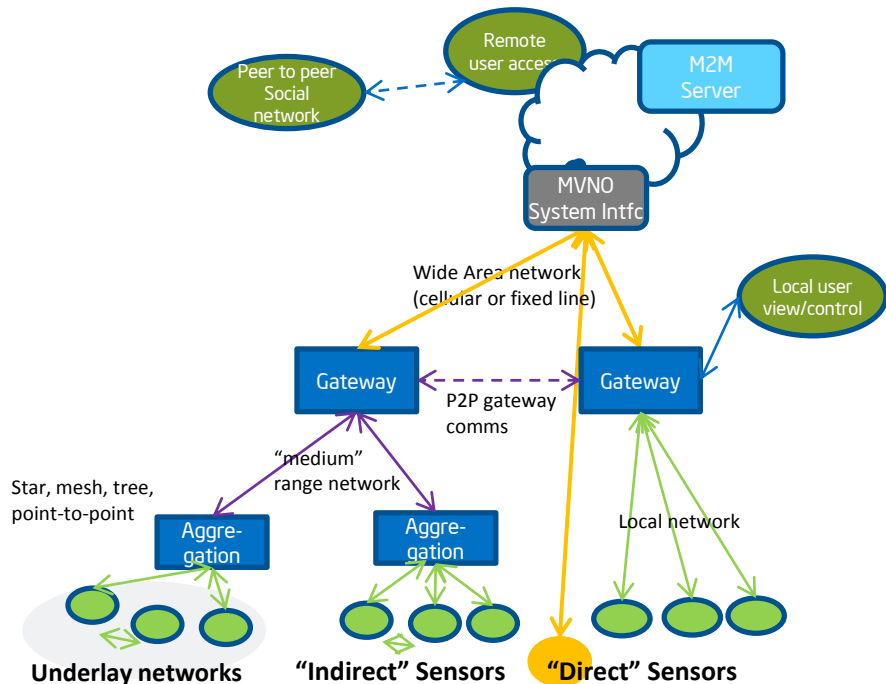 Remote
user access
Peer to peer
Social
network
M2M
Server
MVNO
System Intfc
Wide Area network
(cellular or fixed line)
Local user
view/control
Gateway
Gateway
P2P gateway
comms
“medium”
range network
Star, mesh, tree,
point-to-point
Aggre-
gation
Aggre-
gation
Local network
Underlay networks
“Indirect” Sensors
“Direct” Sensors